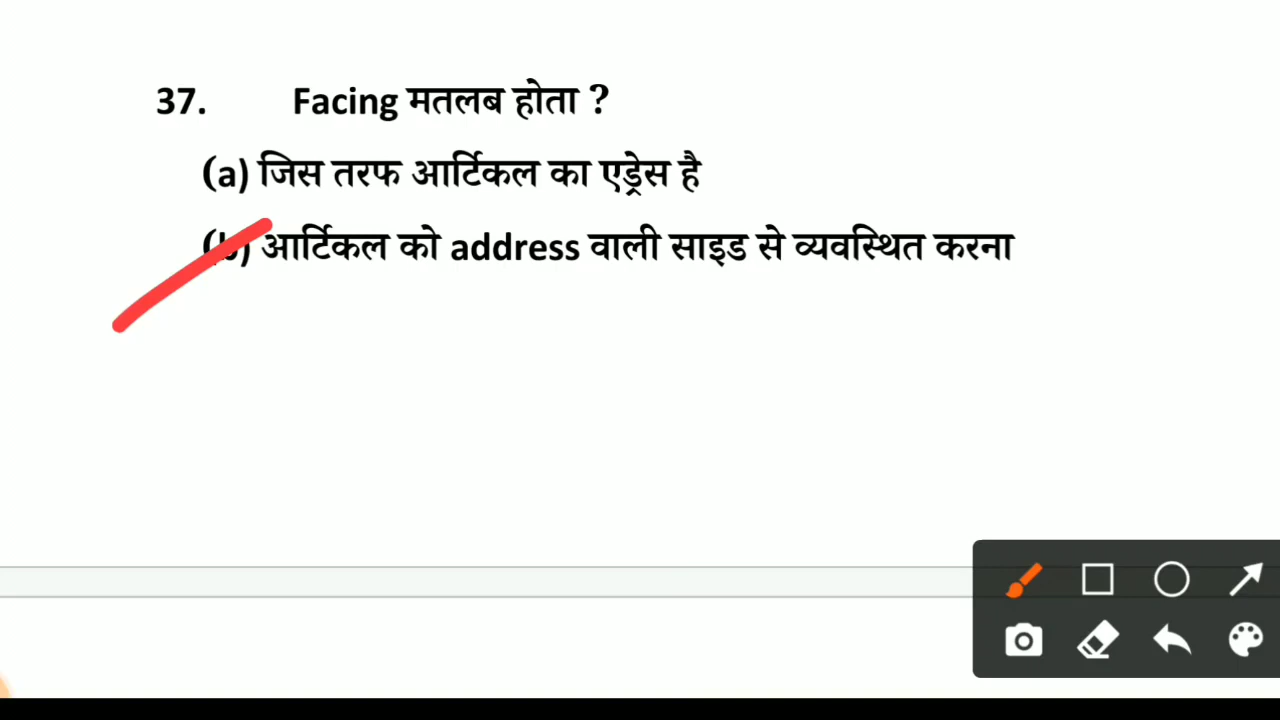 37. Facing मतलब होता ?
(a) जिस तरफ आर्टिकल का एड्रेस है
(b) आर्टिकल को address वाली साइड से व्यवस्थित करना